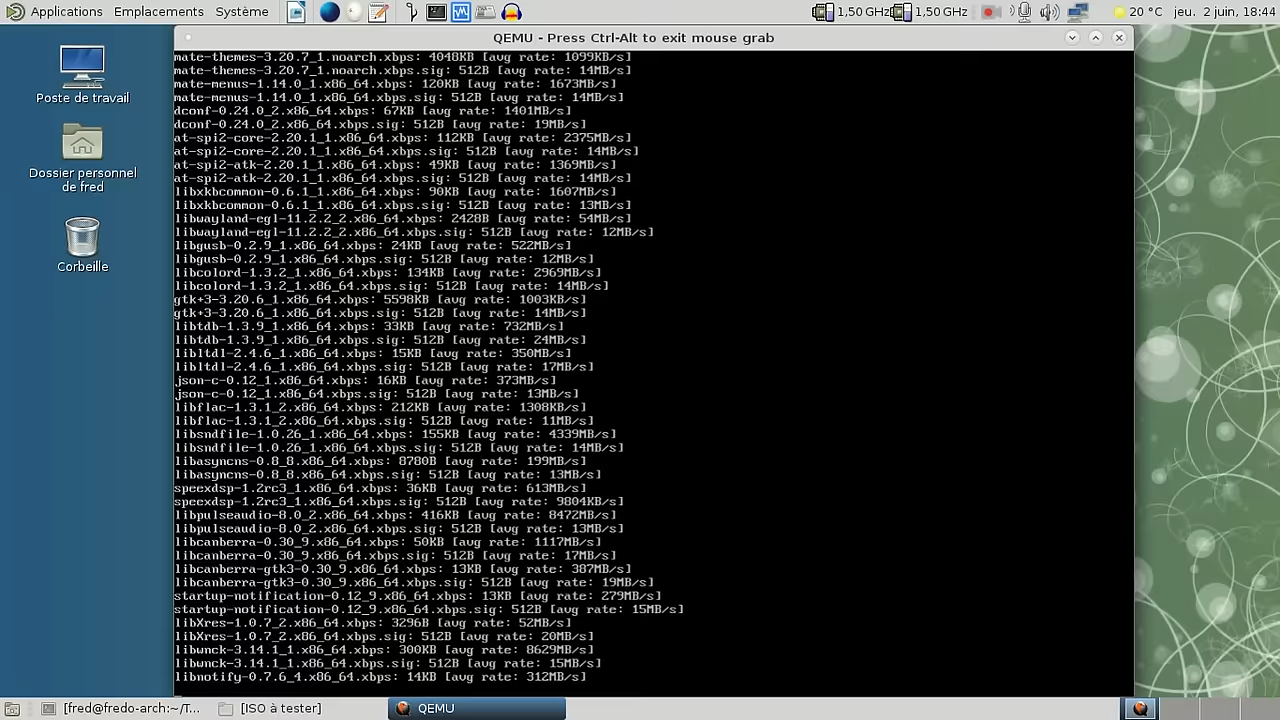 Applications Emplacements Système 1,50 GHz 1,50 GHz 20 °C jeu. 2 juin, 18:44
QEMU - Press Ctrl-Alt to exit mouse grab
Poste de travail
Dossier personnel
de fred
Corbeille
mate-themes-3.20.7_1.noarch.xbps: 4048KB [avg rate: 1099KB/s]
mate-themes-3.20.7_1.noarch.xbps.sig: 512B [avg rate: 14MB/s]
mate-menus-1.14.0_1.x86_64.xbps: 120KB [avg rate: 1673MB/s]
mate-menus-1.14.0_1.x86_64.xbps.sig: 512B [avg rate: 14MB/s]
dconf-0.24.0_2.x86_64.xbps: 67KB [avg rate: 1401MB/s]
dconf-0.24.0_2.x86_64.xbps.sig: 512B [avg rate: 19MB/s]
at-spi2-core-2.20.1_1.x86_64.xbps: 112KB [avg rate: 2375MB/s]
at-spi2-core-2.20.1_1.x86_64.xbps.sig: 512B [avg rate: 14MB/s]
at-spi2-atk-2.20.1_1.x86_64.xbps: 49KB [avg rate: 1369MB/s]
at-spi2-atk-2.20.1_1.x86_64.xbps.sig: 512B [avg rate: 14MB/s]
libxkbcommon-0.6.1_1.x86_64.xbps: 90KB [avg rate: 1607MB/s]
libxkbcommon-0.6.1_1.x86_64.xbps.sig: 512B [avg rate: 13MB/s]
libwayland-egl-11.2.2_2.x86_64.xbps: 2428B [avg rate: 54MB/s]
libwayland-egl-11.2.2_2.x86_64.xbps.sig: 512B [avg rate: 12MB/s]
libgusb-0.2.9_1.x86_64.xbps: 24KB [avg rate: 522MB/s]
libgusb-0.2.9_1.x86_64.xbps.sig: 512B [avg rate: 12MB/s]
libcolord-1.3.2_1.x86_64.xbps: 134KB [avg rate: 2969MB/s]
libcolord-1.3.2_1.x86_64.xbps.sig: 512B [avg rate: 14MB/s]
gtk+3-3.20.6_1.x86_64.xbps: 5598KB [avg rate: 1003KB/s]
gtk+3-3.20.6_1.x86_64.xbps.sig: 512B [avg rate: 14MB/s]
libtdb-1.3.9_1.x86_64.xbps: 33KB [avg rate: 732MB/s]
libtdb-1.3.9_1.x86_64.xbps.sig: 512B [avg rate: 24MB/s]
libltdl-2.4.6_1.x86_64.xbps: 15KB [avg rate: 350MB/s]
libltdl-2.4.6_1.x86_64.xbps.sig: 512B [avg rate: 17MB/s]
json-c-0.12_1.x86_64.xbps: 16KB [avg rate: 373MB/s]
json-c-0.12_1.x86_64.xbps.sig: 512B [avg rate: 13MB/s]
libflac-1.3.1_2.x86_64.xbps: 212KB [avg rate: 1308KB/s]
libflac-1.3.1_2.x86_64.xbps.sig: 512B [avg rate: 11MB/s]
libsndfile-1.0.26_1.x86_64.xbps: 155KB [avg rate: 4339MB/s]
libsndfile-1.0.26_1.x86_64.xbps.sig: 512B [avg rate: 14MB/s]
libasyncns-0.8_8.x86_64.xbps: 8780B [avg rate: 199MB/s]
libasyncns-0.8_8.x86_64.xbps.sig: 512B [avg rate: 13MB/s]
speexdsp-1.2rc3_1.x86_64.xbps: 36KB [avg rate: 613MB/s]
speexdsp-1.2rc3_1.x86_64.xbps.sig: 512B [avg rate: 9804KB/s]
libpulseaudio-8.0_2.x86_64.xbps: 416KB [avg rate: 8472MB/s]
libpulseaudio-8.0_2.x86_64.xbps.sig: 512B [avg rate: 13MB/s]
libcanberra-0.30_9.x86_64.xbps: 50KB [avg rate: 1117MB/s]
libcanberra-0.30_9.x86_64.xbps.sig: 512B [avg rate: 17MB/s]
libcanberra-gtk3-0.30_9.x86_64.xbps: 13KB [avg rate: 387MB/s]
libcanberra-gtk3-0.30_9.x86_64.xbps.sig: 512B [avg rate: 19MB/s]
startup-notification-0.12_9.x86_64.xbps: 13KB [avg rate: 279MB/s]
startup-notification-0.12_9.x86_64.xbps.sig: 512B [avg rate: 15MB/s]
libXres-1.0.7_2.x86_64.xbps: 3296B [avg rate: 52MB/s]
libXres-1.0.7_2.x86_64.xbps.sig: 512B [avg rate: 20MB/s]
libwnck-3.14.1_1.x86_64.xbps: 300KB [avg rate: 8629MB/s]
libwnck-3.14.1_1.x86_64.xbps.sig: 512B [avg rate: 15MB/s]
libnotify-0.7.6_4.x86_64.xbps: 14KB [avg rate: 312MB/s]
[fred@fredo-arch:~/T... [ISO à tester] QEMU